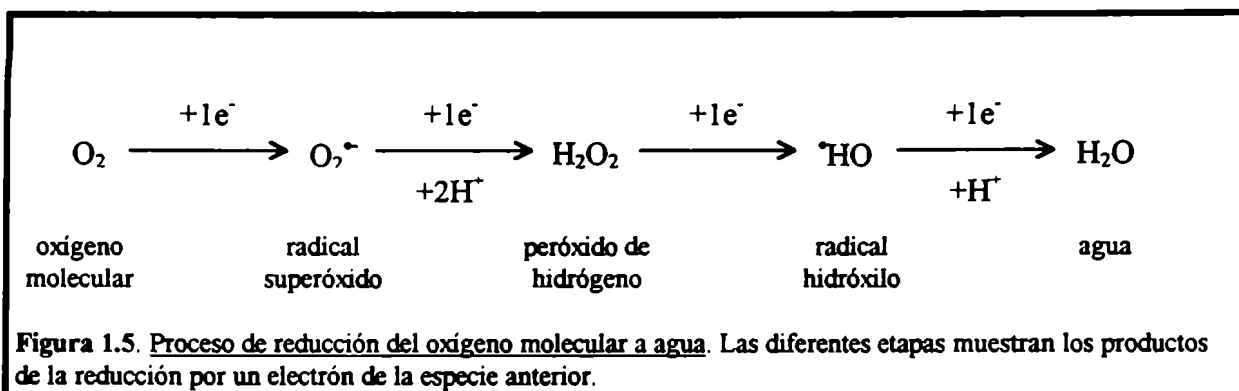 +1e⁻ +1e⁻ +1e⁻ +1e⁻
O₂ ⟶ O₂•⁻ ⟶ H₂O₂ ⟶ •HO ⟶ H₂O
+2H⁺ +H⁺
oxígeno radical peróxido de radical agua
molecular superóxido hidrógeno hidróxilo
Figura 1.5. Proceso de reducción del oxígeno molecular a agua. Las diferentes etapas muestran los productos
de la reducción por un electrón de la especie anterior.